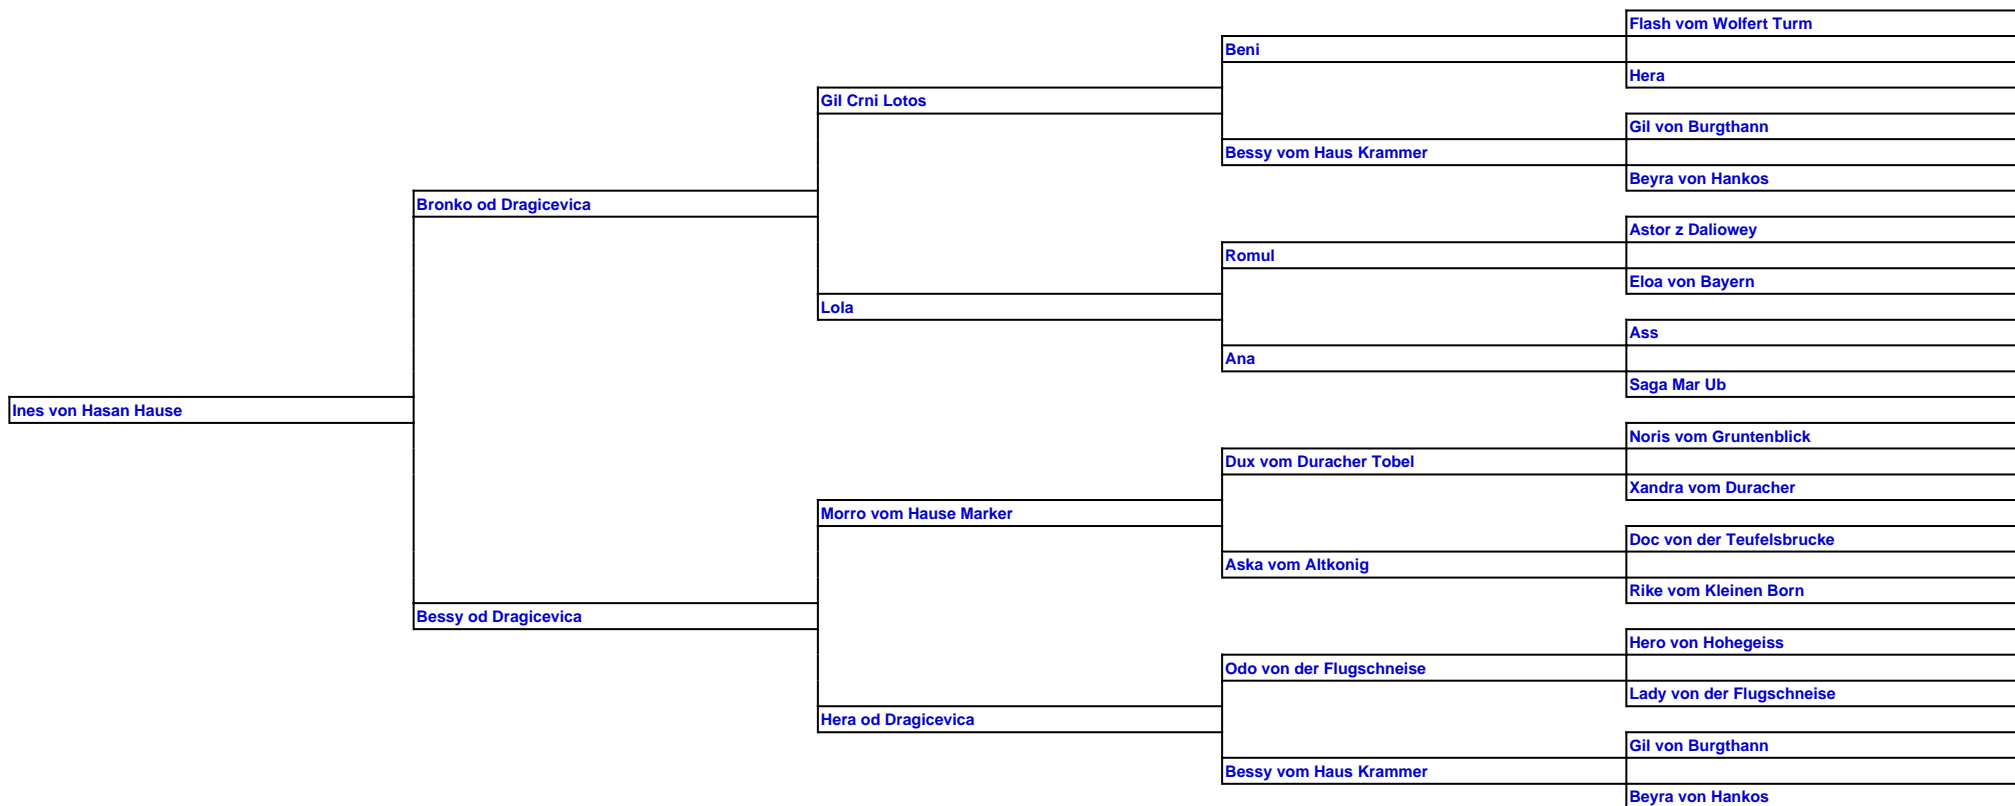 Flash vom Wolfert Turm
Beni
Hera
Gil Crni Lotos
Gil von Burgthann
Bessy vom Haus Krammer
Beyra von Hankos
Bronko od Dragicevica
Astor z Daliowey
Romul
Eloa von Bayern
Lola
Ass
Ana
Saga Mar Ub
Ines von Hasan Hause
Noris vom Gruntenblick
Dux vom Duracher Tobel
Xandra vom Duracher
Morro vom Hause Marker
Doc von der Teufelsbrucke
Aska vom Altkonig
Rike vom Kleinen Born
Bessy od Dragicevica
Hero von Hohegeiss
Odo von der Flugschneise
Lady von der Flugschneise
Hera od Dragicevica
Gil von Burgthann
Bessy vom Haus Krammer
Beyra von Hankos